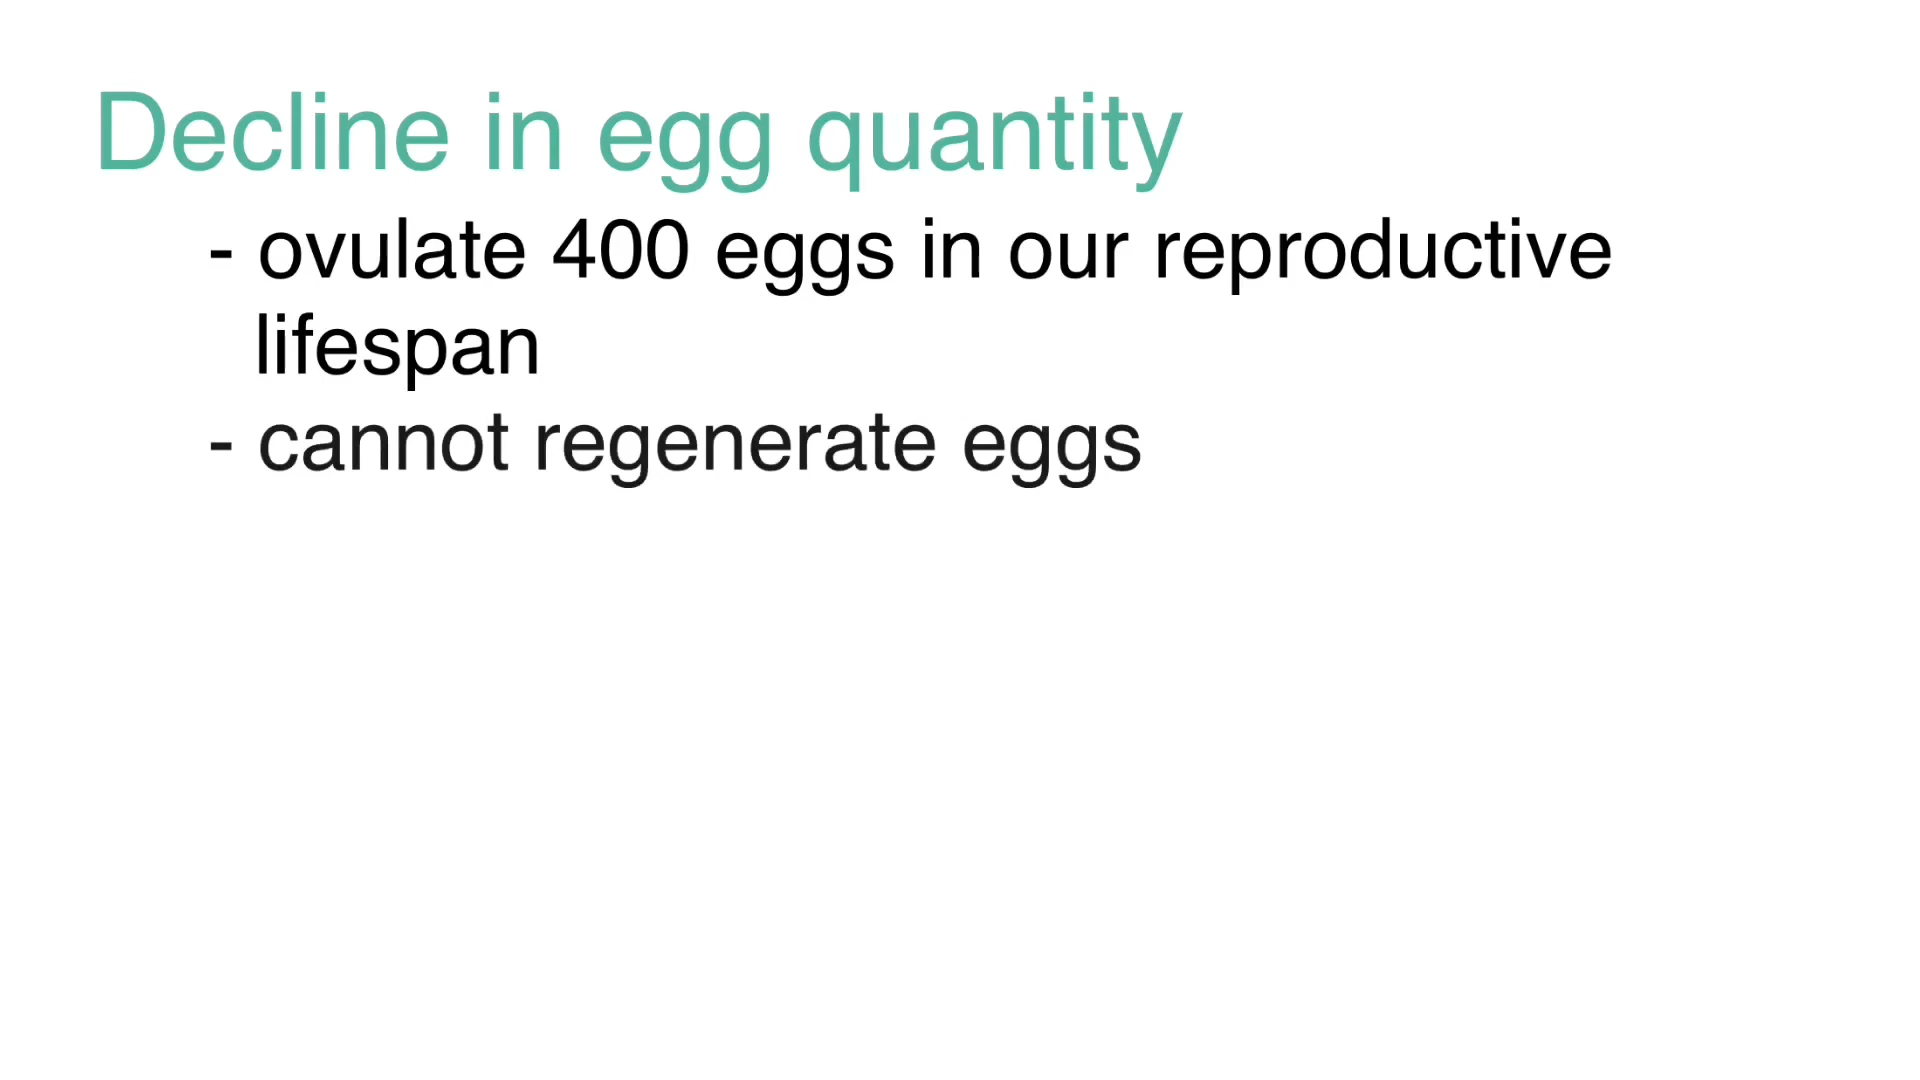 Decline in egg quantity
- ovulate 400 eggs in our reproductive
lifespan
- cannot regenerate eggs